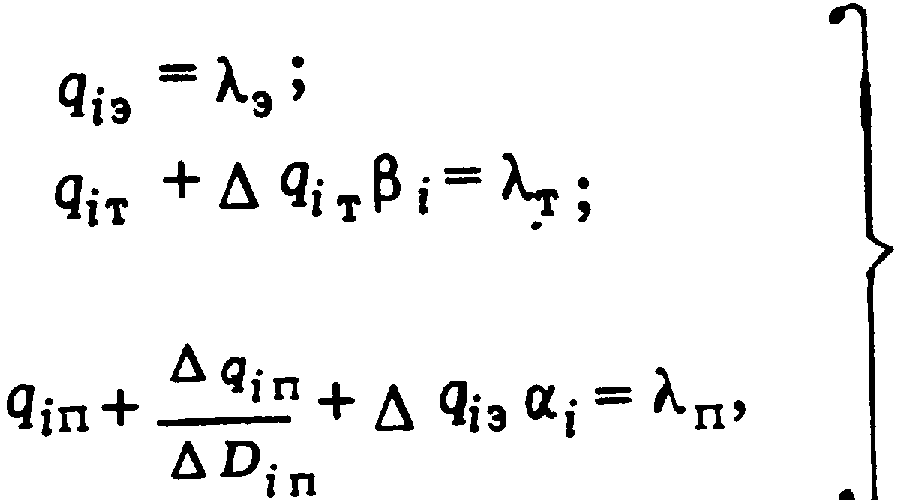 q_{iэ} = λ_э;
q_{iт} + Δ q_{iт} β_i = λ_т;
q_{iп} + \frac{Δ q_{iп}}{Δ D_{iп}} + Δ q_{iэ} α_i = λ_п,